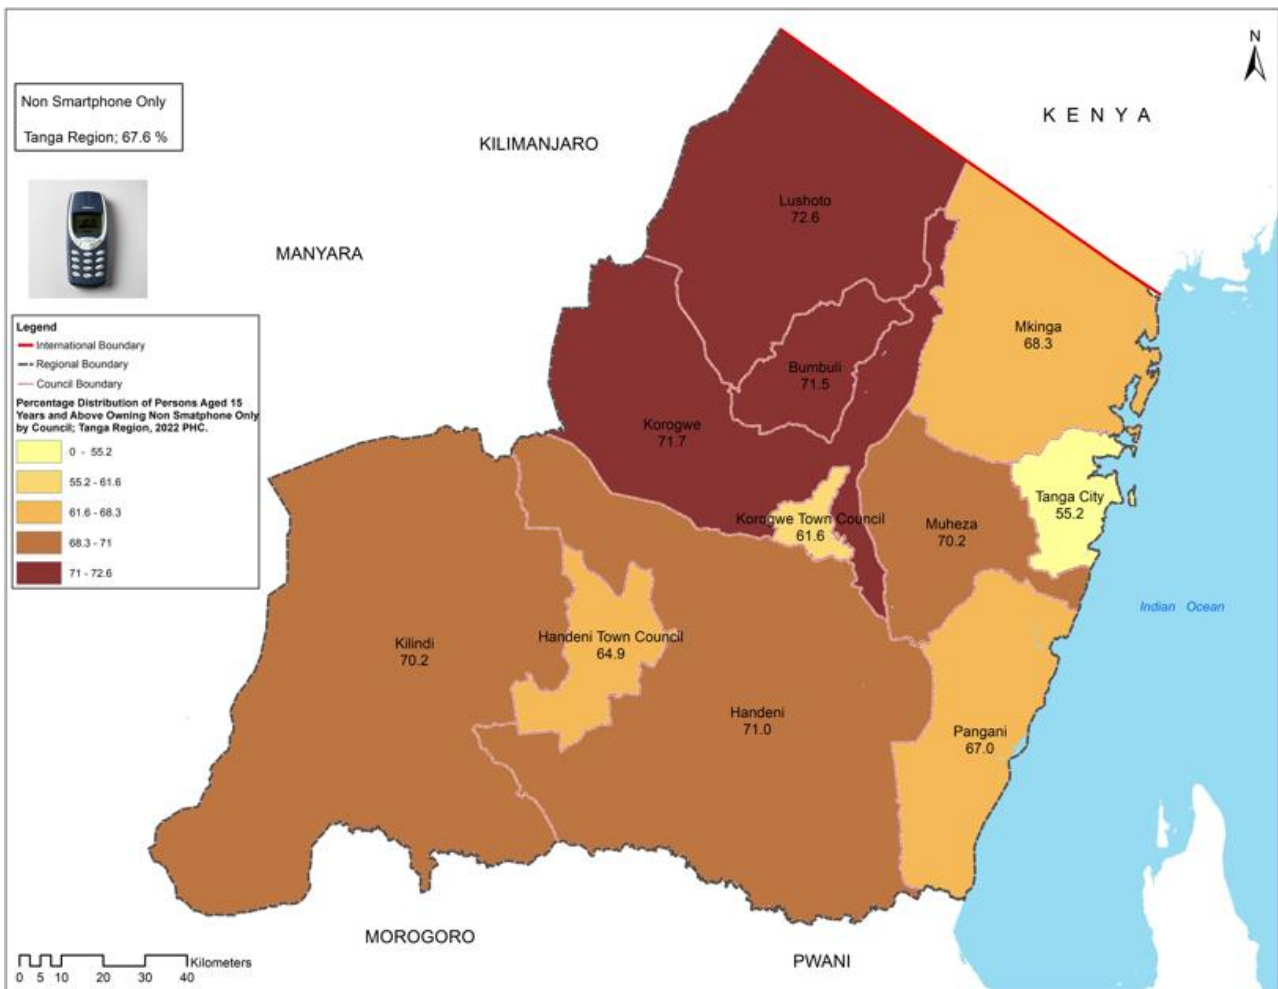 N
Non Smartphone Only
Tanga Region; 67.6 %
KENYA
KILIMANJARO
MANYARA
Lushoto
72.6
Mkinga
68.3
Bumbuli
71.5
Korogwe
71.7
Legend
International Boundary
Regional Boundary
Council Boundary
Percentage Distribution of Persons Aged 15
Years and Above Owning Non Smatphone Only
by Council; Tanga Region, 2022 PHC.
0 - 55.2
55.2 - 61.6
61.6 - 68.3
68.3 - 71
71 - 72.6
Tanga City
55.2
Korogwe Town Council
61.6
Muheza
70.2
Indian Ocean
Kilindi
70.2
Handeni Town Council
64.9
Handeni
71.0
Pangani
67.0
MOROGORO
PWANI
Kilometers
0 5 10 20 30 40